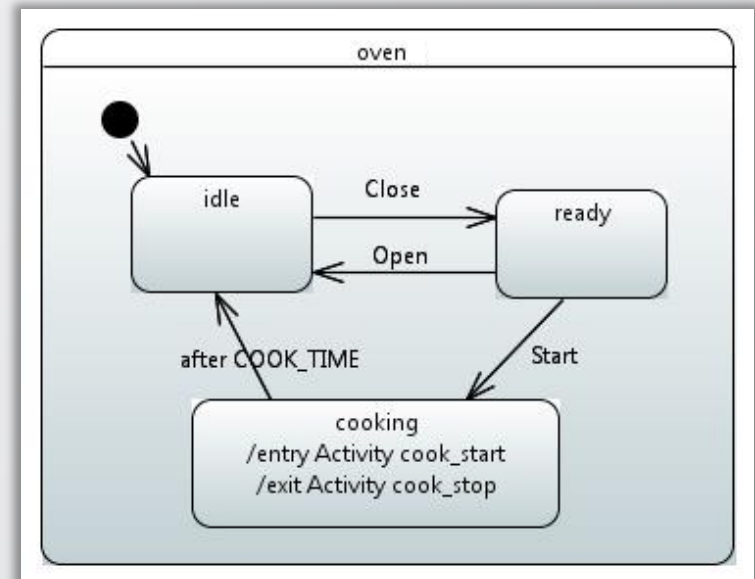 oven
idle
Close
ready
Open
after COOK_TIME
Start
cooking
/entry Activity cook_start
/exit Activity cook_stop